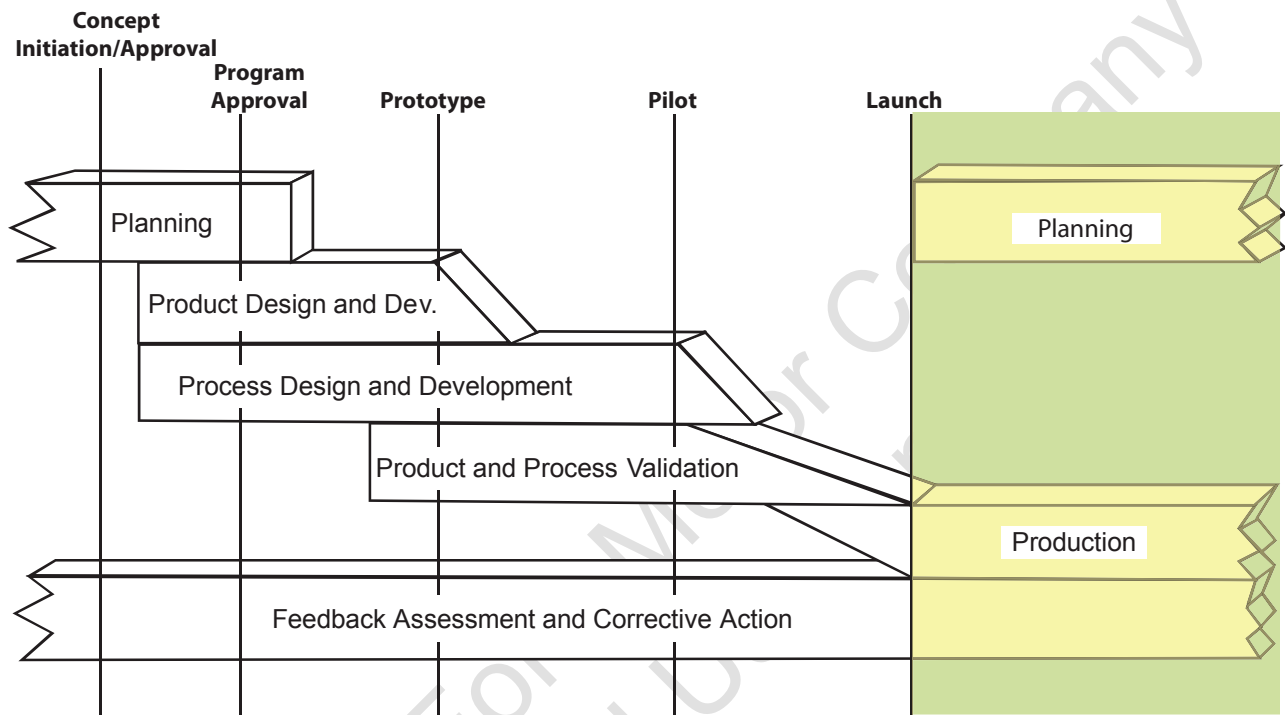 Concept
Initiation/Approval
Program
Approval
Prototype
Pilot
Launch
Planning
Planning
Product Design and Dev.
Process Design and Development
Product and Process Validation
Production
Feedback Assessment and Corrective Action